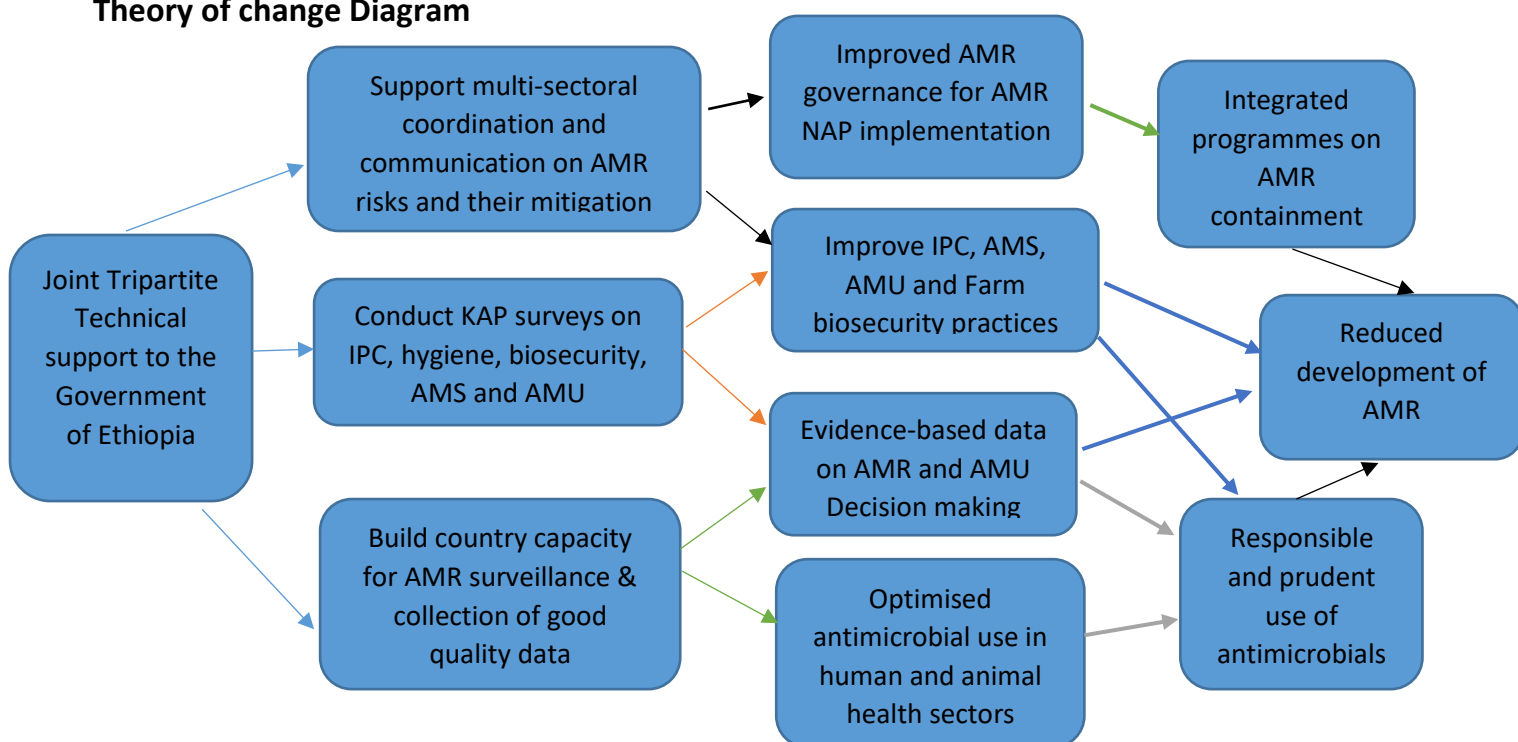 Theory of change Diagram
Joint Tripartite
Technical
support to the
Government
of Ethiopia
Support multi-sectoral
coordination and
communication on AMR
risks and their mitigation
Conduct KAP surveys on
IPC, hygiene, biosecurity,
AMS and AMU
Build country capacity
for AMR surveillance &
collection of good
quality data
Improved AMR
governance for AMR
NAP implementation
Improve IPC, AMS,
AMU and Farm
biosecurity practices
Evidence-based data
on AMR and AMU
Decision making
Optimised
antimicrobial use in
human and animal
health sectors
Integrated
programmes on
AMR
containment
Reduced
development of
AMR
Responsible
and prudent
use of
antimicrobials